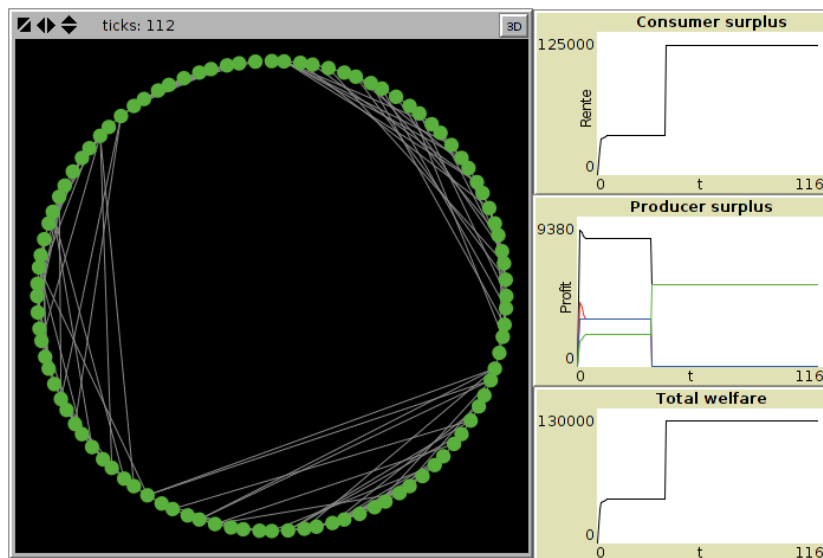 ticks: 112
3D
Consumer surplus
125000
Rente
0
0
t
116
Producer surplus
9380
Profit
0
0
t
116
Total welfare
130000
0
0
t
116